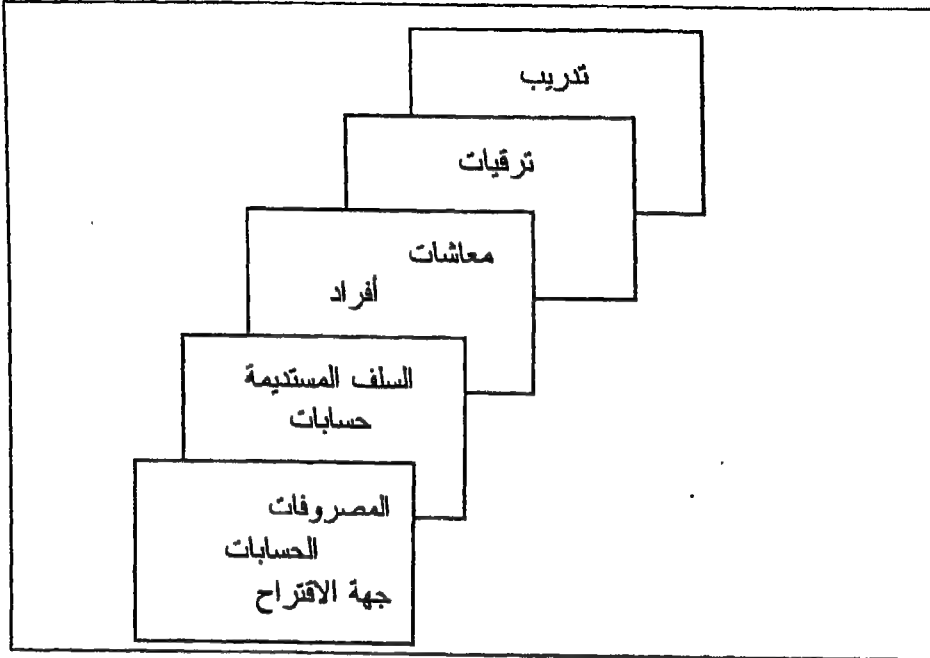 تدريب
ترقيات
معاشات
أفراد
السلف المستديمة
حسابات
المصروفات
الحسابات
جهة الاقتراح